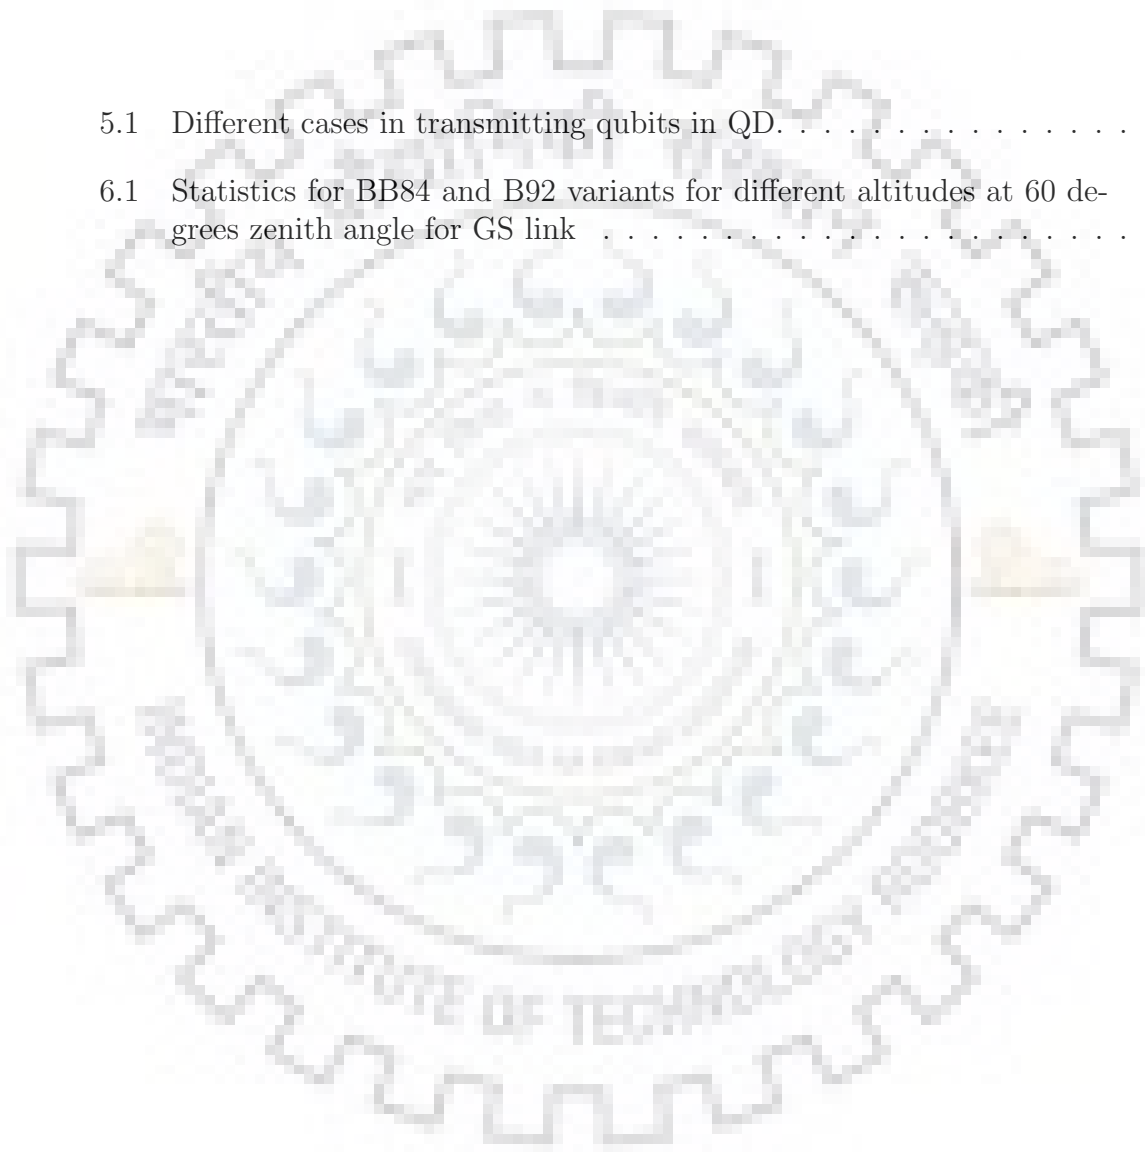 5.1 Different cases in transmitting qubits in QD. . . . . . . . . . . . . . . .
6.1 Statistics for BB84 and B92 variants for different altitudes at 60 de-
grees zenith angle for GS link . . . . . . . . . . . . . . . . . . . . . .
INSTITUTE OF TECHNOLOGY